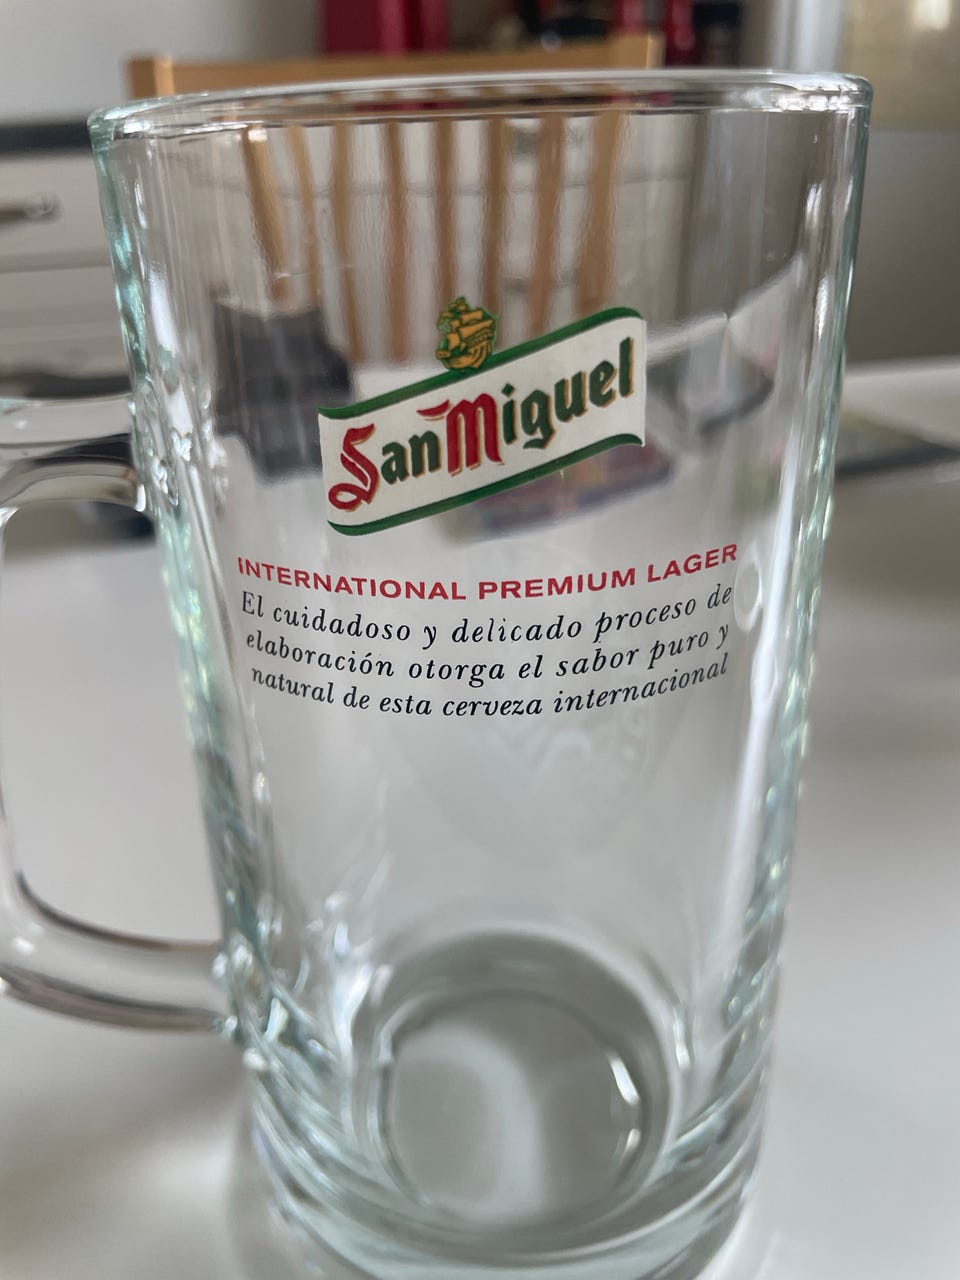 San Miguel
INTERNATIONAL PREMIUM LAGER
El cuidadoso y delicado proceso de
elaboración otorga el sabor puro y
natural de esta cerveza internacional